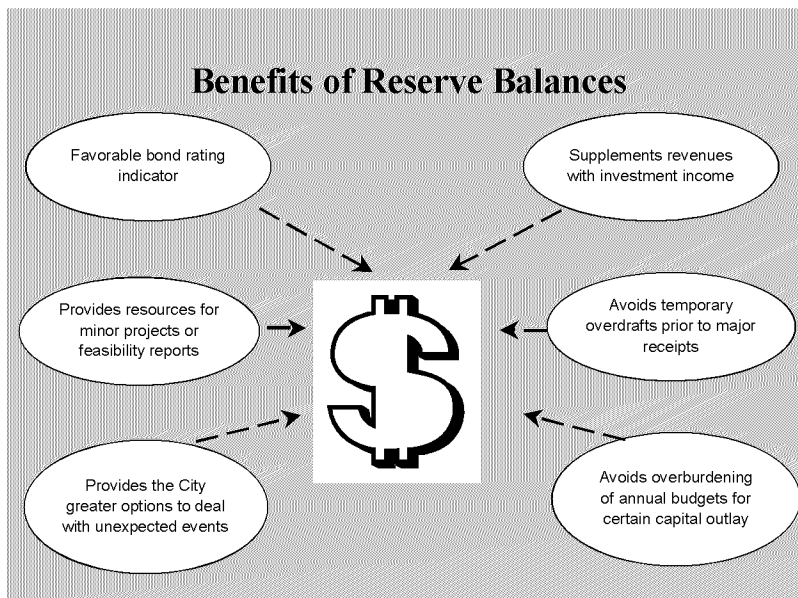 Benefits of Reserve Balances
Favorable bond rating
indicator
Supplements revenues
with investment income
Provides resources for
minor projects or
feasibility reports
Avoids temporary
overdrafts prior to major
receipts
Provides the City
greater options to deal
with unexpected events
Avoids overburdening
of annual budgets for
certain capital outlay
$